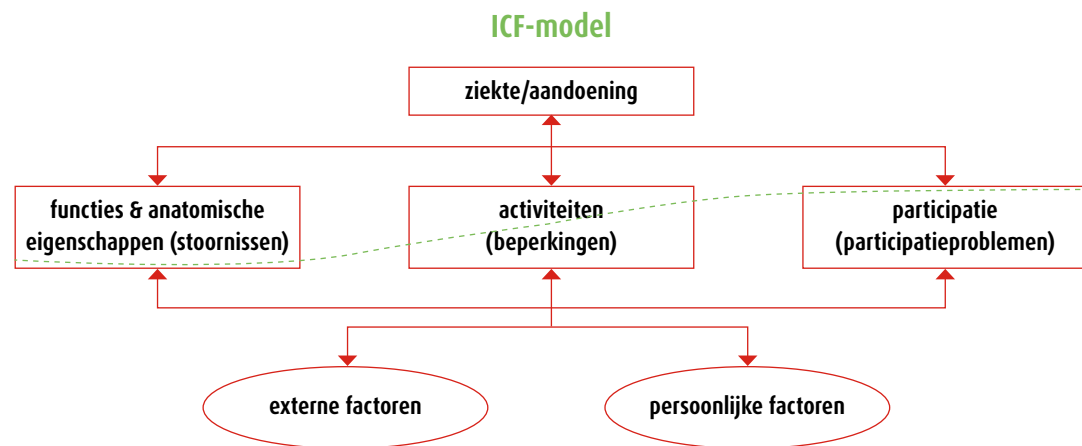 ICF-model
ziekte/aandoening
functies & anatomische
eigenschappen (stoornissen)
activiteiten
(beperkingen)
participatie
(participatieproblemen)
externe factoren
persoonlijke factoren